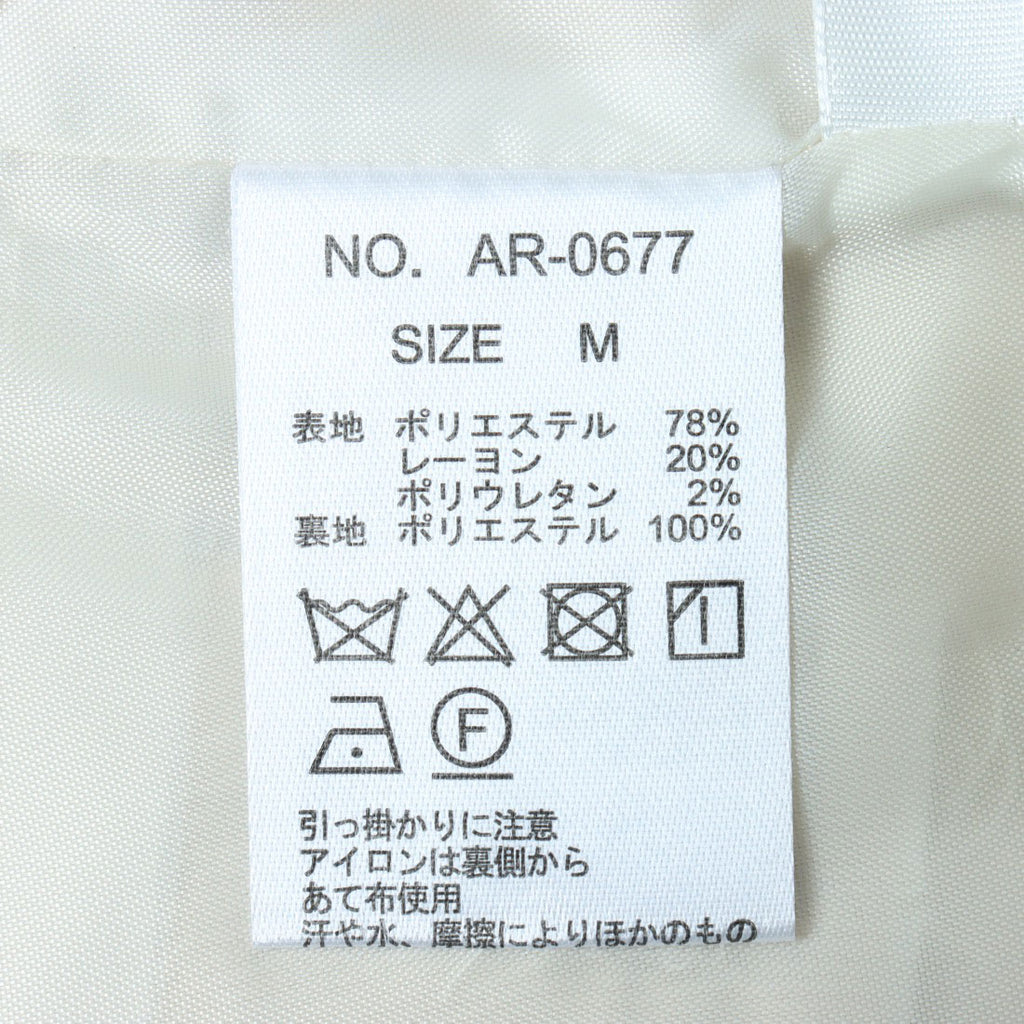 NO. AR-0677
SIZE M
表地 ポリエステル 78%
レーヨン 20%
ポリウレタン 2%
裏地 ポリエステル 100%
F
引っ掛かりに注意
アイロンは裏側から
あて布使用
汗や水、摩擦によりほかのもの